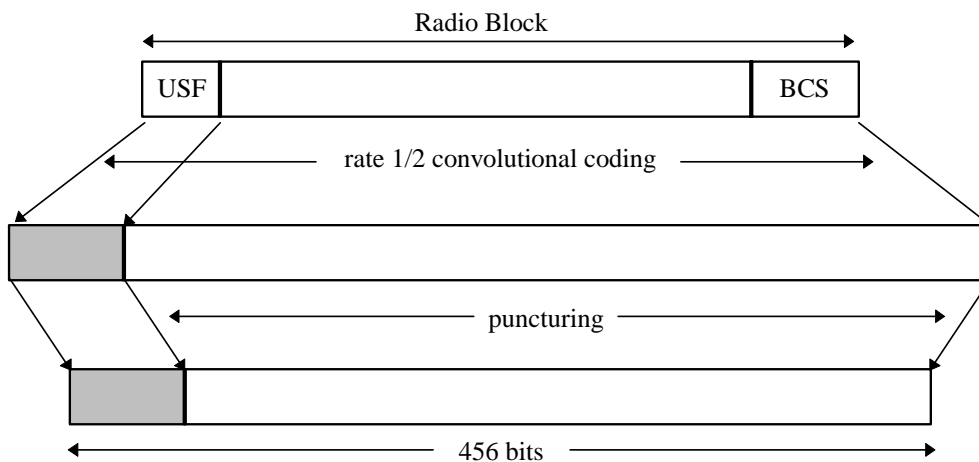 Radio Block
USF
BCS
rate 1/2 convolutional coding
puncturing
456 bits